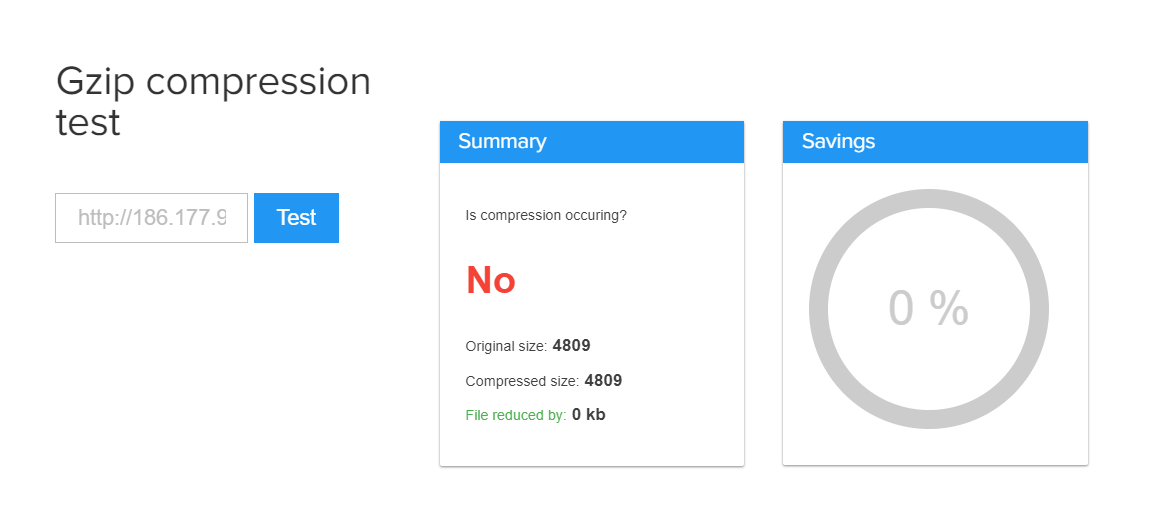 Gzip compression
test
http://186.177.9
Test
Summary
Is compression occuring?
No
Original size: 4809
Compressed size: 4809
File reduced by: 0 kb
Savings
0 %